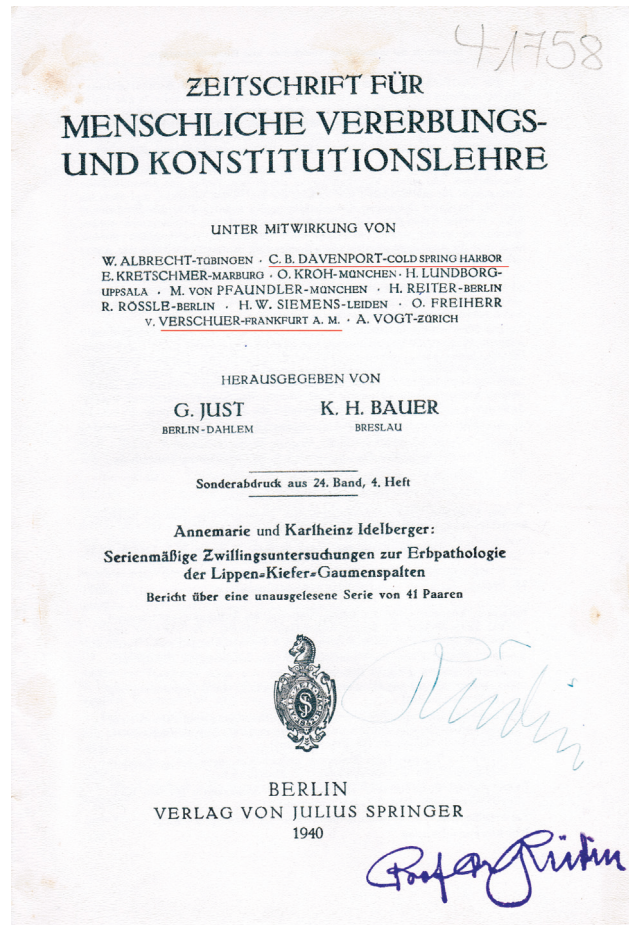 41758
ZEITSCHRIFT FÜR
MENSCHLICHE VERERBUNGS-
UND KONSTITUTIONSLEHRE
UNTER MITWIRKUNG VON
W. ALBRECHT-TÜBINGEN · C. B. DAVENPORT-COLD SPRING HARBOR
E. KRETSCHMER-MARBURG · O. KROH-MÜNCHEN · H. LUNDBORG-
UPPSALA · M. VON PFAUNDLER-MÜNCHEN · H. REITER-BERLIN
R. RÖSSLE-BERLIN · H. W. SIEMENS-LEIDEN · O. FREIHERR
V. VERSCHUER-FRANKFURT A. M. · A. VOGT-ZÜRICH
HERAUSGEGEBEN VON
G. JUST K. H. BAUER
BERLIN-DAHLEM BRESLAU
Sonderabdruck aus 24. Band, 4. Heft
Annemarie und Karlheinz Idelberger:
Serienmäßige Zwillingsuntersuchungen zur Erbpathologie
der Lippen-Kiefer-Gaumenspalten
Bericht über eine unausgelesene Serie von 41 Paaren
Rüdin
BERLIN
VERLAG VON JULIUS SPRINGER
1940
Prof Dr Rüdin